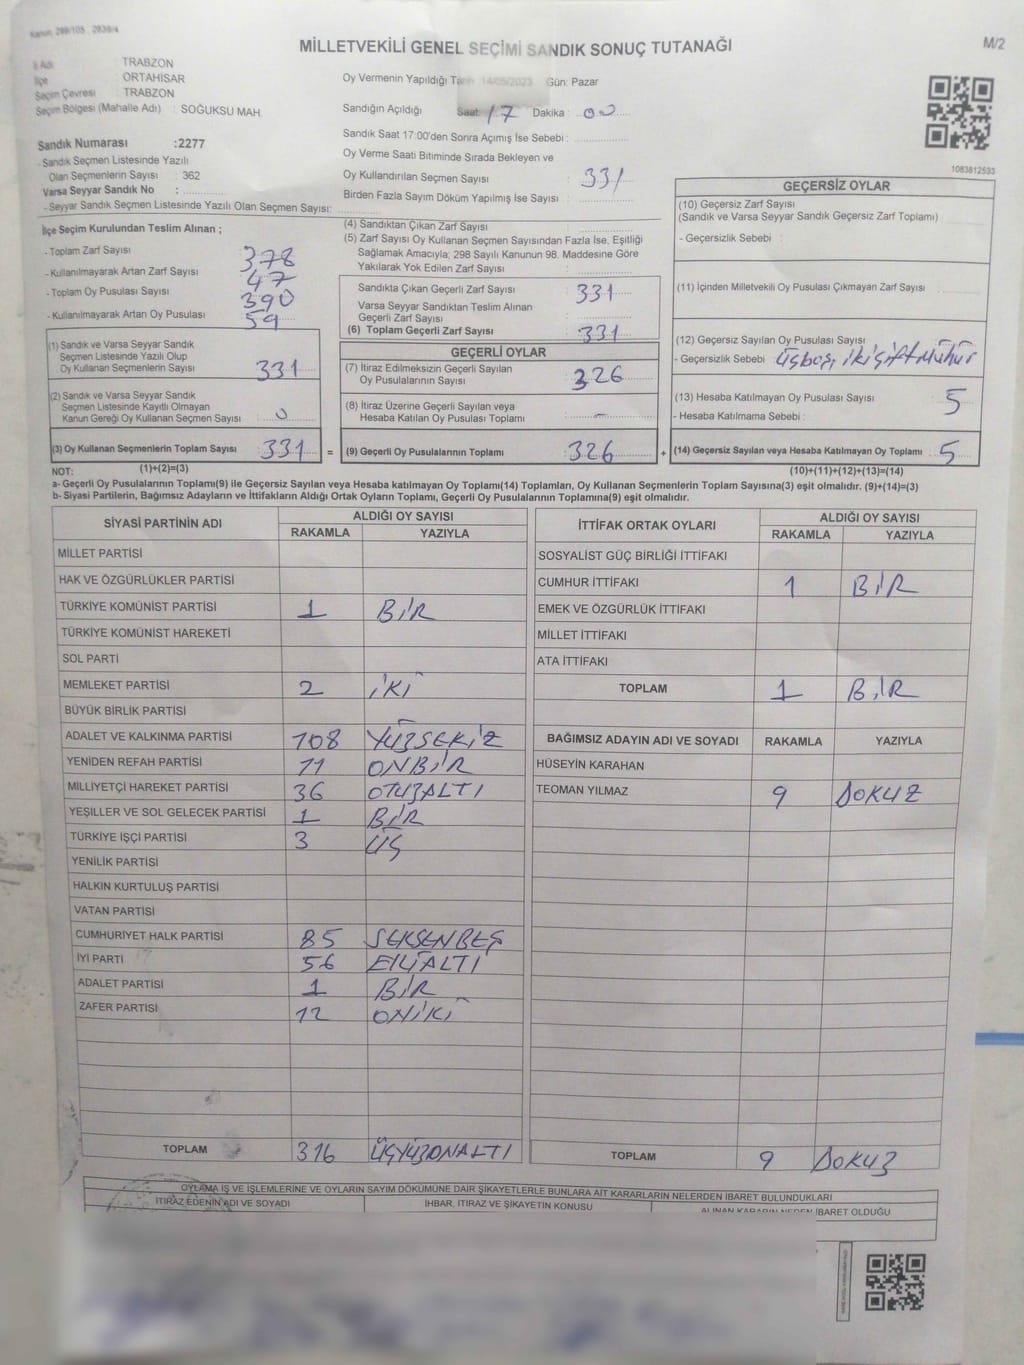 Kanun: 298/105 , 2839/4
MİLLETVEKİLİ GENEL SEÇİMİ SANDIK SONUÇ TUTANAĞI
M/2
İl Adı TRABZON
İlçe ORTAHİSAR
Seçim Çevresi TRABZON
Seçim Bölgesi (Mahalle Adı) : SOĞUKSU MAH.
Sandık Numarası :2277
- Sandık Seçmen Listesinde Yazılı
Olan Seçmenlerin Sayısı : 362
Varsa Seyyar Sandık No :
- Seyyar Sandık Seçmen Listesinde Yazılı Olan Seçmen Sayısı:
Oy Vermenin Yapıldığı Tarih 14/05/2023 Gün: Pazar
Sandığın Açıldığı Saat: 17 Dakika : 00
Sandık Saat 17:00'den Sonra Açımış İse Sebebi :
Oy Verme Saati Bitiminde Sırada Bekleyen ve
Oy Kullandırılan Seçmen Sayısı : 331
Birden Fazla Sayım Döküm Yapılmış İse Sayısı :
1083812533
İlçe Seçim Kurulundan Teslim Alınan ;
- Toplam Zarf Sayısı : 378
- Kullanılmayarak Artan Zarf Sayısı : 47
- Toplam Oy Pusulası Sayısı : 390
- Kullanılmayarak Artan Oy Pusulası : 59
(4) Sandıktan Çıkan Zarf Sayısı :
(5) Zarf Sayısı Oy Kullanan Seçmen Sayısından Fazla İse, Eşitliği
Sağlamak Amacıyla; 298 Sayılı Kanunun 98. Maddesine Göre
Yakılarak Yok Edilen Zarf Sayısı :
Sandıkta Çıkan Geçerli Zarf Sayısı : 331
Varsa Seyyar Sandıktan Teslim Alınan
Geçerli Zarf Sayısı :
(6) Toplam Geçerli Zarf Sayısı : 331
GEÇERSİZ OYLAR
(10) Geçersiz Zarf Sayısı :
(Sandık ve Varsa Seyyar Sandık Geçersiz Zarf Toplamı)
- Geçersizlik Sebebi :
(11) İçinden Milletvekili Oy Pusulası Çıkmayan Zarf Sayısı :
(12) Geçersiz Sayılan Oy Pusulası Sayısı :
- Geçersizlik Sebebi : üçboş, iki çift mühür
(13) Hesaba Katılmayan Oy Pusulası Sayısı : 5
- Hesaba Katılmama Sebebi :
(14) Geçersiz Sayılan veya Hesaba Katılmayan Oy Toplamı : 5
(1) Sandık ve Varsa Seyyar Sandık
Seçmen Listesinde Yazılı Olup
Oy Kullanan Seçmenlerin Sayısı : 331
(2) Sandık ve Varsa Seyyar Sandık
Seçmen Listesinde Kayıtlı Olmayan
Kanun Gereği Oy Kullanan Seçmen Sayısı : 0
(3) Oy Kullanan Seçmenlerin Toplam Sayısı : 331 =
GEÇERLİ OYLAR
(7) İtiraz Edilmeksizin Geçerli Sayılan
Oy Pusulalarının Sayısı : 326
(8) İtiraz Üzerine Geçerli Sayılan veya
Hesaba Katılan Oy Pusulası Toplamı : –
(9) Geçerli Oy Pusulalarının Toplamı : 326 +
NOT: (1)+(2)=(3)
(10)+(11)+(12)+(13)=(14)
a- Geçerli Oy Pusulalarının Toplamı(9) ile Geçersiz Sayılan veya Hesaba katılmayan Oy Toplamı(14) Toplamları, Oy Kullanan Seçmenlerin Toplam Sayısına(3) eşit olmalıdır. (9)+(14)=(3)
b- Siyasi Partilerin, Bağımsız Adayların ve İttifakların Aldığı Ortak Oyların Toplamı, Geçerli Oy Pusulalarının Toplamına(9) eşit olmalıdır.
SİYASİ PARTİNİN ADI ALDIĞI OY SAYISI
RAKAMLA YAZIYLA
MİLLET PARTİSİ
HAK VE ÖZGÜRLÜKLER PARTİSİ
TÜRKİYE KOMÜNİST PARTİSİ 1 BİR
TÜRKİYE KOMÜNİST HAREKETİ
SOL PARTİ
MEMLEKET PARTİSİ 2 İKİ
BÜYÜK BİRLİK PARTİSİ
ADALET VE KALKINMA PARTİSİ 108 YÜZSEKİZ
YENİDEN REFAH PARTİSİ 11 ONBİR
MİLLİYETÇİ HAREKET PARTİSİ 36 OTUZALTI
YEŞİLLER VE SOL GELECEK PARTİSİ 1 BİR
TÜRKİYE İŞÇİ PARTİSİ 3 ÜÇ
YENİLİK PARTİSİ
HALKIN KURTULUŞ PARTİSİ
VATAN PARTİSİ
CUMHURİYET HALK PARTİSİ 85 SEKSENBEŞ
İYİ PARTİ 56 ELLİALTI
ADALET PARTİSİ 1 BİR
ZAFER PARTİSİ 12 ONİKİ
TOPLAM 316 ÜÇYÜZONALTI
İTTİFAK ORTAK OYLARI ALDIĞI OY SAYISI
RAKAMLA YAZIYLA
SOSYALİST GÜÇ BİRLİĞİ İTTİFAKI
CUMHUR İTTİFAKI 1 BİR
EMEK VE ÖZGÜRLÜK İTTİFAKI
MİLLET İTTİFAKI
ATA İTTİFAKI
TOPLAM 1 BİR
BAĞIMSIZ ADAYIN ADI VE SOYADI RAKAMLA YAZIYLA
HÜSEYİN KARAHAN
TEOMAN YILMAZ 9 DOKUZ
TOPLAM 9 DOKUZ
OYLAMA İŞ VE İŞLEMLERİNE VE OYLARIN SAYIM DÖKÜMÜNE DAİR ŞİKAYETLERLE BUNLARA AİT KARARLARIN NELERDEN İBARET BULUNDUKLARI
İTİRAZ EDENİN ADI VE SOYADI İHBAR, İTİRAZ VE ŞİKAYETİN KONUSU ALINAN KARARIN NEDEN İBARET OLDUĞU